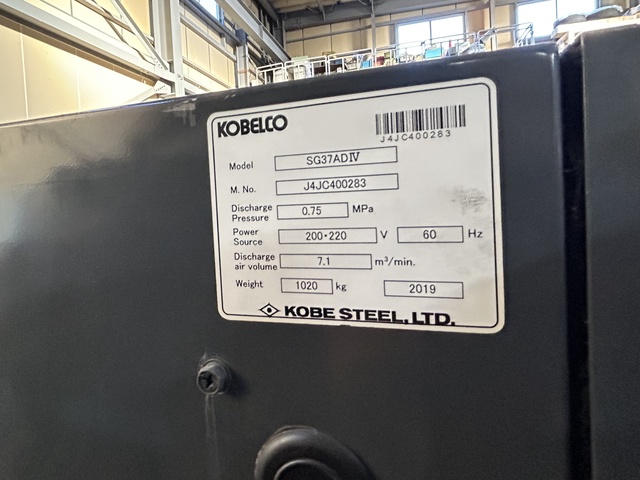 KOBELCO
J4JC400283
Model SG37ADⅣ
M. No. J4JC400283
Discharge Pressure 0.75 MPa
Power Source 200・220 V 60 Hz
Discharge air volume 7.1 m³/min.
Weight 1020 kg 2019
KOBE STEEL, LTD.